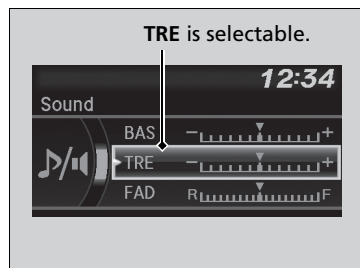 TRE is selectable.
12:34
Sound
BAS - +
TRE - +
FAD R F